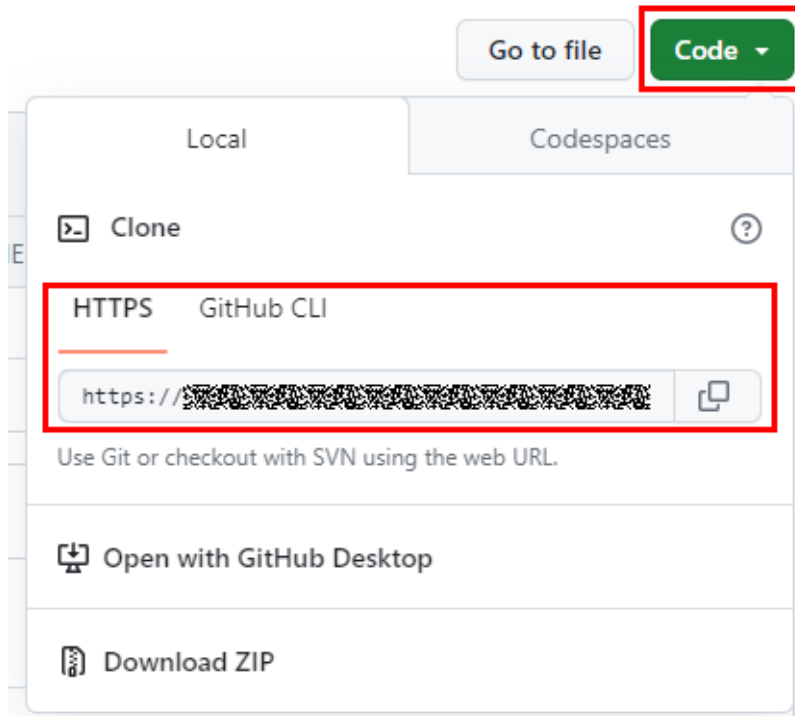 Go to file
Code
Local
Codespaces
Clone
E
HTTPS
GitHub CLI
https://
Use Git or checkout with SVN using the web URL.
Open with GitHub Desktop
Download ZIP